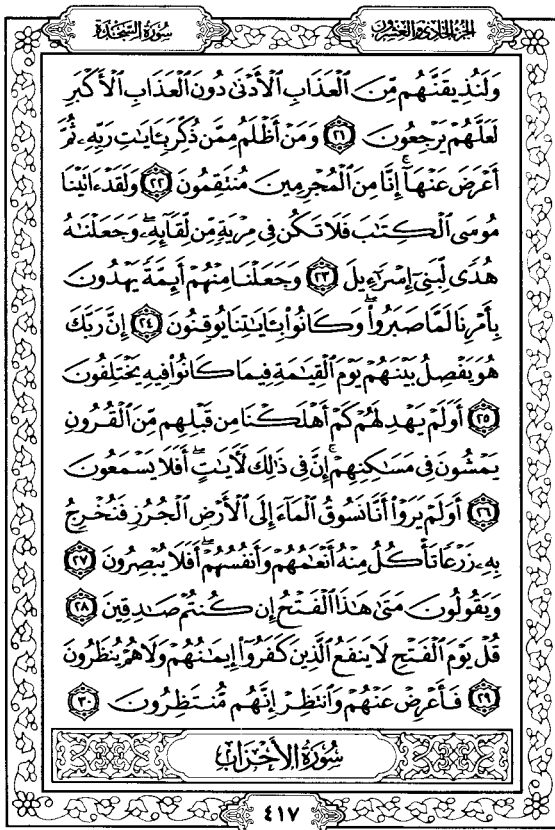 سُورَةُ السَّجْدَةِ الجُزْءُ الحَادِي وَالعِشْرُونَ
وَلَنُذِيقَنَّهُم مِّنَ ٱلْعَذَابِ ٱلْأَدْنَىٰ دُونَ ٱلْعَذَابِ ٱلْأَكْبَرِ
لَعَلَّهُمْ يَرْجِعُونَ ٢١ وَمَنْ أَظْلَمُ مِمَّن ذُكِّرَ بِـَٔايَـٰتِ رَبِّهِۦ ثُمَّ
أَعْرَضَ عَنْهَآ ۚ إِنَّا مِنَ ٱلْمُجْرِمِينَ مُنتَقِمُونَ ٢٢ وَلَقَدْ ءَاتَيْنَا
مُوسَى ٱلْكِتَـٰبَ فَلَا تَكُن فِى مِرْيَةٍ مِّن لِّقَآئِهِۦ ۖ وَجَعَلْنَـٰهُ
هُدًى لِّبَنِىٓ إِسْرَٰٓءِيلَ ٢٣ وَجَعَلْنَا مِنْهُمْ أَئِمَّةً يَهْدُونَ
بِأَمْرِنَا لَمَّا صَبَرُوا۟ ۖ وَكَانُوا۟ بِـَٔايَـٰتِنَا يُوقِنُونَ ٢٤ إِنَّ رَبَّكَ
هُوَ يَفْصِلُ بَيْنَهُمْ يَوْمَ ٱلْقِيَـٰمَةِ فِيمَا كَانُوا۟ فِيهِ يَخْتَلِفُونَ
٢٥ أَوَلَمْ يَهْدِ لَهُمْ كَمْ أَهْلَكْنَا مِن قَبْلِهِم مِّنَ ٱلْقُرُونِ
يَمْشُونَ فِى مَسَـٰكِنِهِمْ ۚ إِنَّ فِى ذَٰلِكَ لَـَٔايَـٰتٍ ۖ أَفَلَا يَسْمَعُونَ
٢٦ أَوَلَمْ يَرَوْا۟ أَنَّا نَسُوقُ ٱلْمَآءَ إِلَى ٱلْأَرْضِ ٱلْجُرُزِ فَنُخْرِجُ
بِهِۦ زَرْعًا تَأْكُلُ مِنْهُ أَنْعَـٰمُهُمْ وَأَنفُسُهُمْ ۖ أَفَلَا يُبْصِرُونَ ٢٧
وَيَقُولُونَ مَتَىٰ هَـٰذَا ٱلْفَتْحُ إِن كُنتُمْ صَـٰدِقِينَ ٢٨
قُلْ يَوْمَ ٱلْفَتْحِ لَا يَنفَعُ ٱلَّذِينَ كَفَرُوٓا۟ إِيمَـٰنُهُمْ وَلَا هُمْ يُنظَرُونَ
٢٩ فَأَعْرِضْ عَنْهُمْ وَٱنتَظِرْ إِنَّهُم مُّنتَظِرُونَ ٣٠
سُورَةُ الأَحْزَابِ
٤١٧